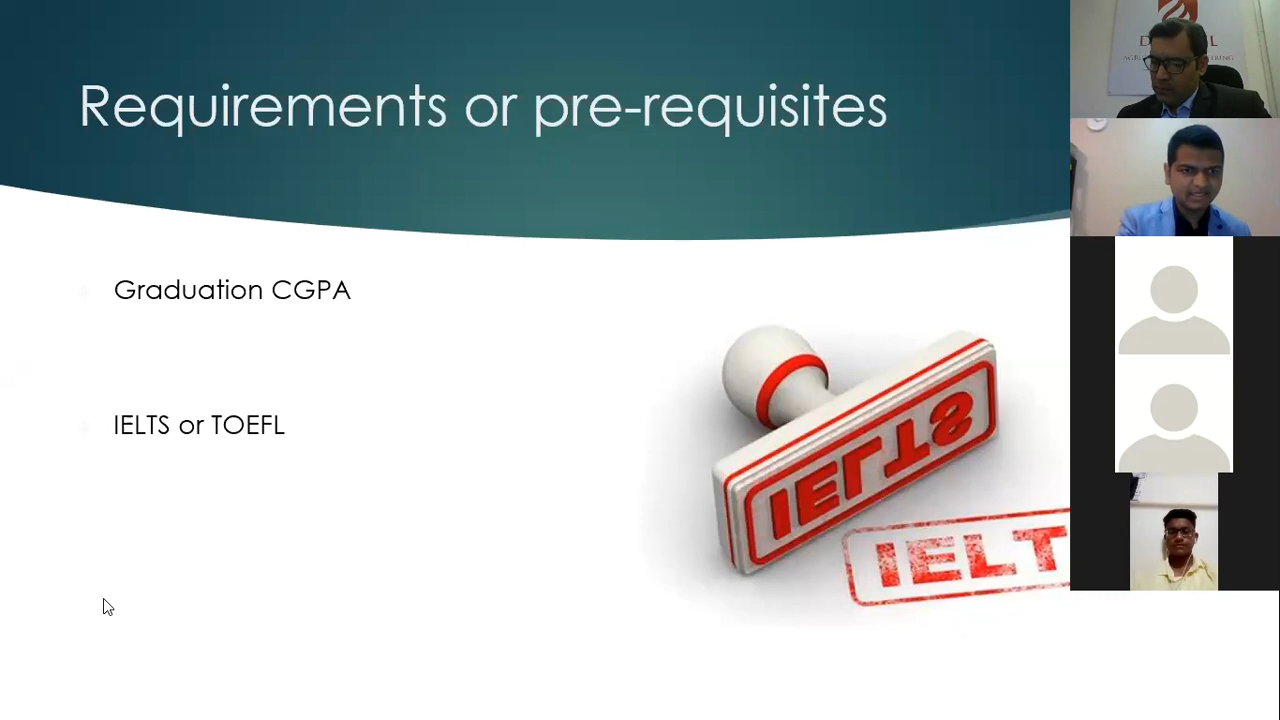 Requirements or pre-requisites
Graduation CGPA
IELTS or TOEFL
IELTS
IELT